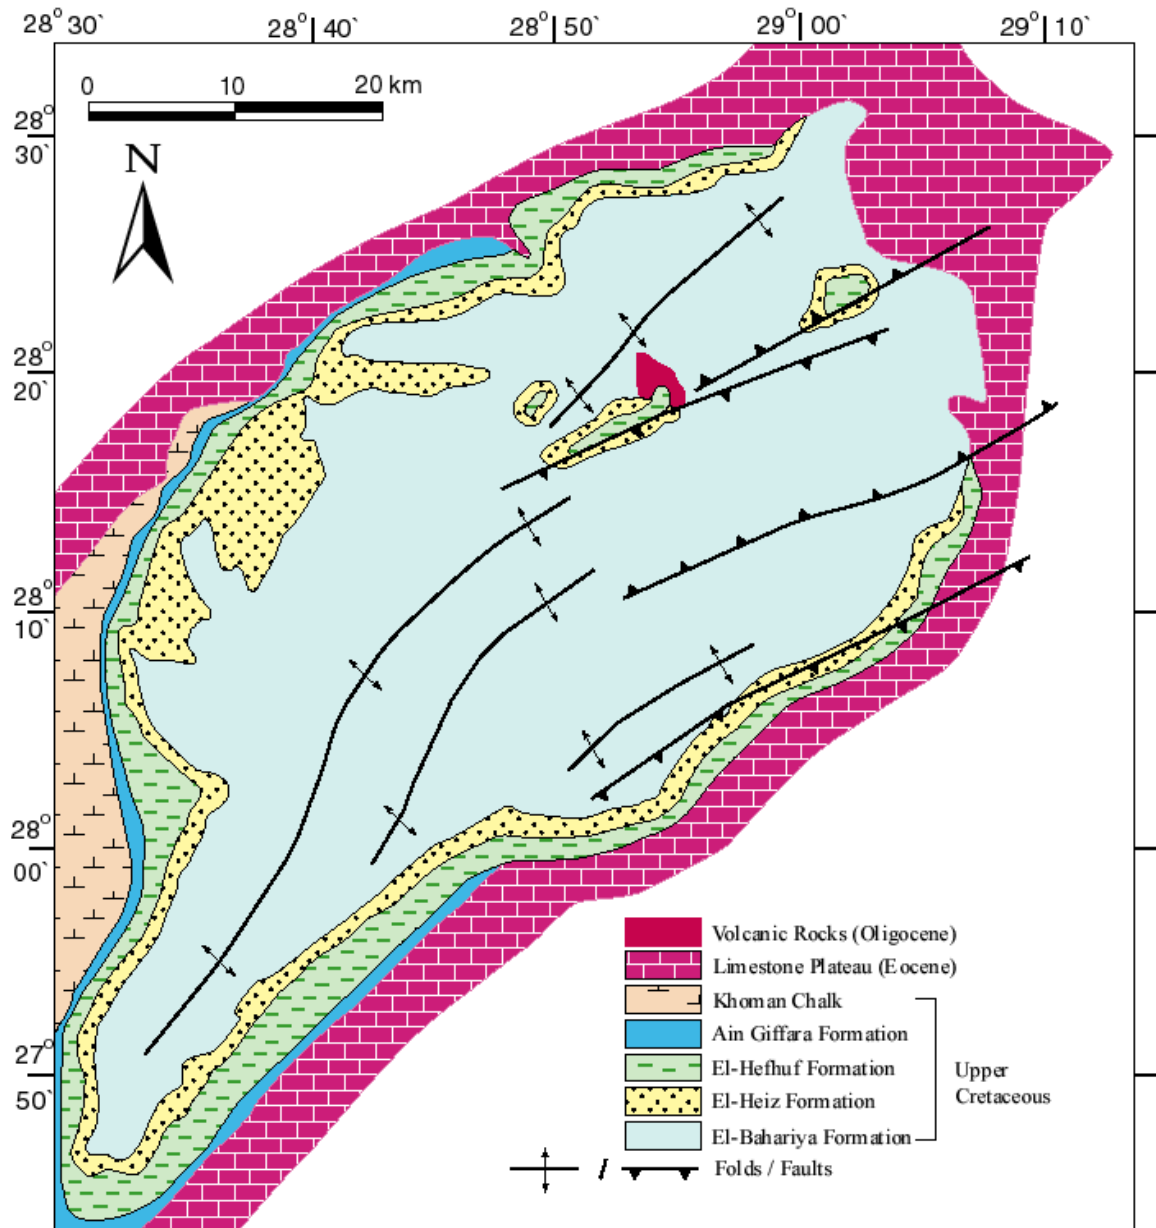 28° 30` 28° 40` 28° 50` 29° 00` 29° 10`
0 10 20 km
28°
30`
N
28°
20`
28°
10`
28°
00`
27°
50`
Volcanic Rocks (Oligocene)
Limestone Plateau (Eocene)
Khoman Chalk
Ain Giffara Formation
El-Hefhuf Formation
El-Heiz Formation
El-Bahariya Formation
Upper
Cretaceous
/ Folds / Faults